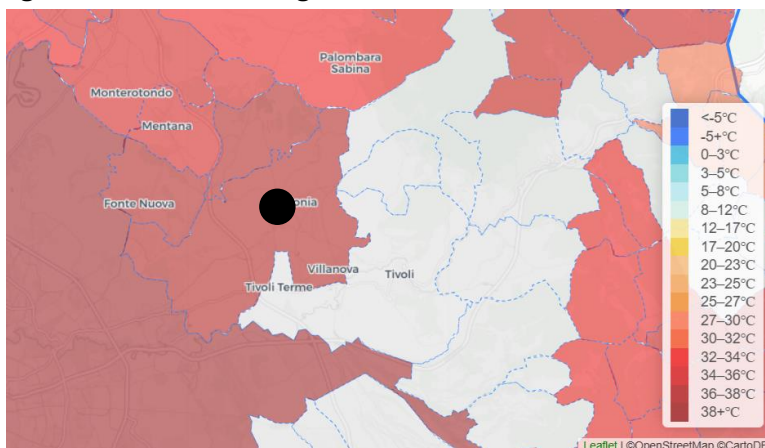 Palombara
Sabina
Monterotondo
Mentana
Fonte Nuova
onia
Villanova
Tivoli
Tivoli Terme
<-5°C
-5+°C
0–3°C
3–5°C
5–8°C
8–12°C
12–17°C
17–20°C
20–23°C
23–25°C
25–27°C
27–30°C
30–32°C
32–34°C
34–36°C
36–38°C
38+°C
Leaflet | ©OpenStreetMap ©CartoDB